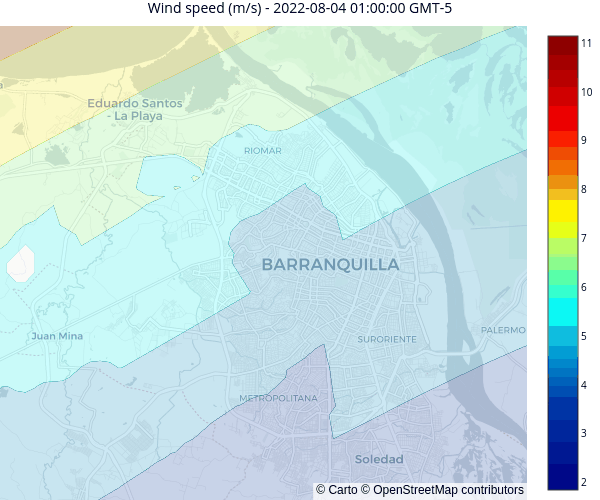 Wind speed (m/s) - 2022-08-04 01:00:00 GMT-5
Eduardo Santos
- La Playa
RIOMAR
BARRANQUILLA
Juan Mina
SURORIENTE
PALERMO
METROPOLITANA
Soledad
© Carto © OpenStreetMap contributors
11
10
9
8
7
6
5
4
3
2